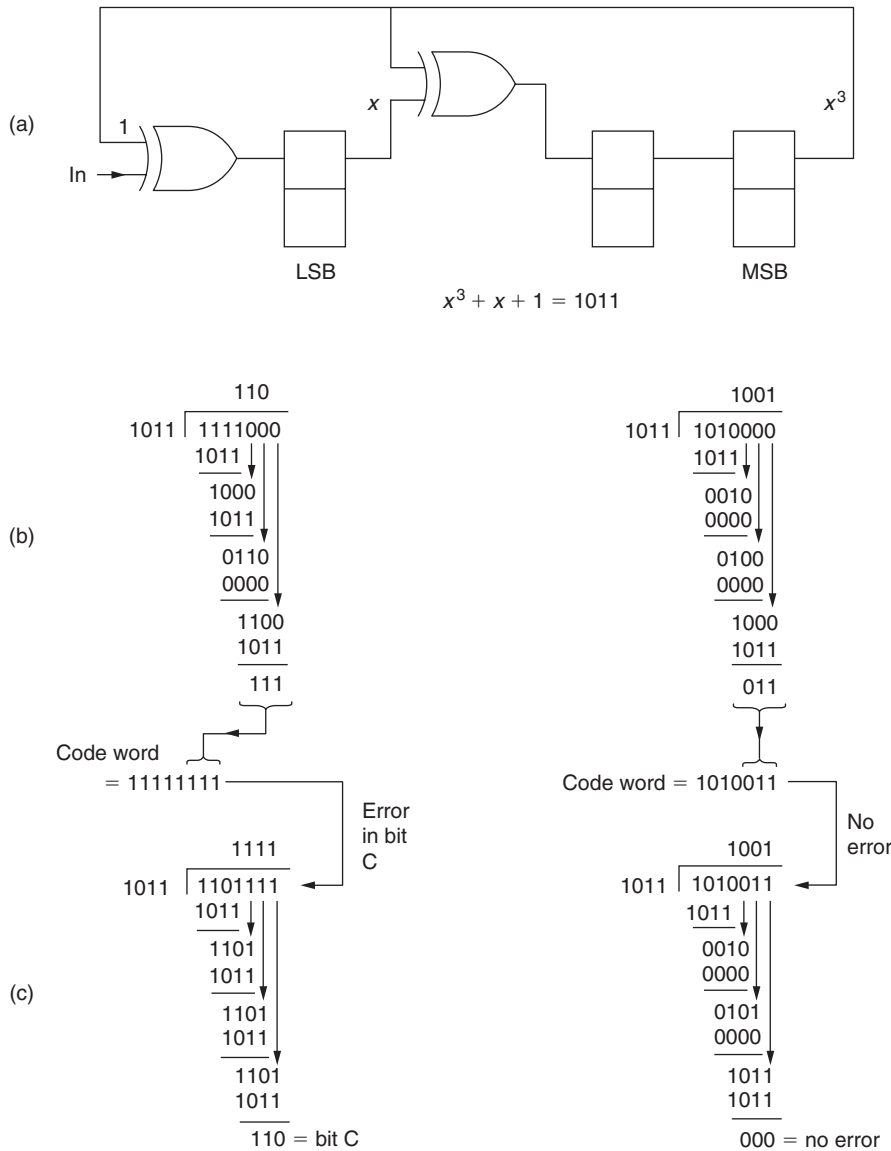 (a)
1
In
x
x³
LSB
MSB
x³ + x + 1 = 1011
(b)
110
1011 1111000
1011
1000
1011
0110
0000
1100
1011
111
Code word
= 11111111
Error
in bit
C
1001
1011 1010000
1011
0010
0000
0100
0000
1000
1011
011
Code word = 1010011
No
error
(c)
1111
1011 1101111
1011
1101
1011
1101
1011
1101
1011
110 = bit C
1001
1011 1010011
1011
0010
0000
0101
0000
1011
1011
000 = no error